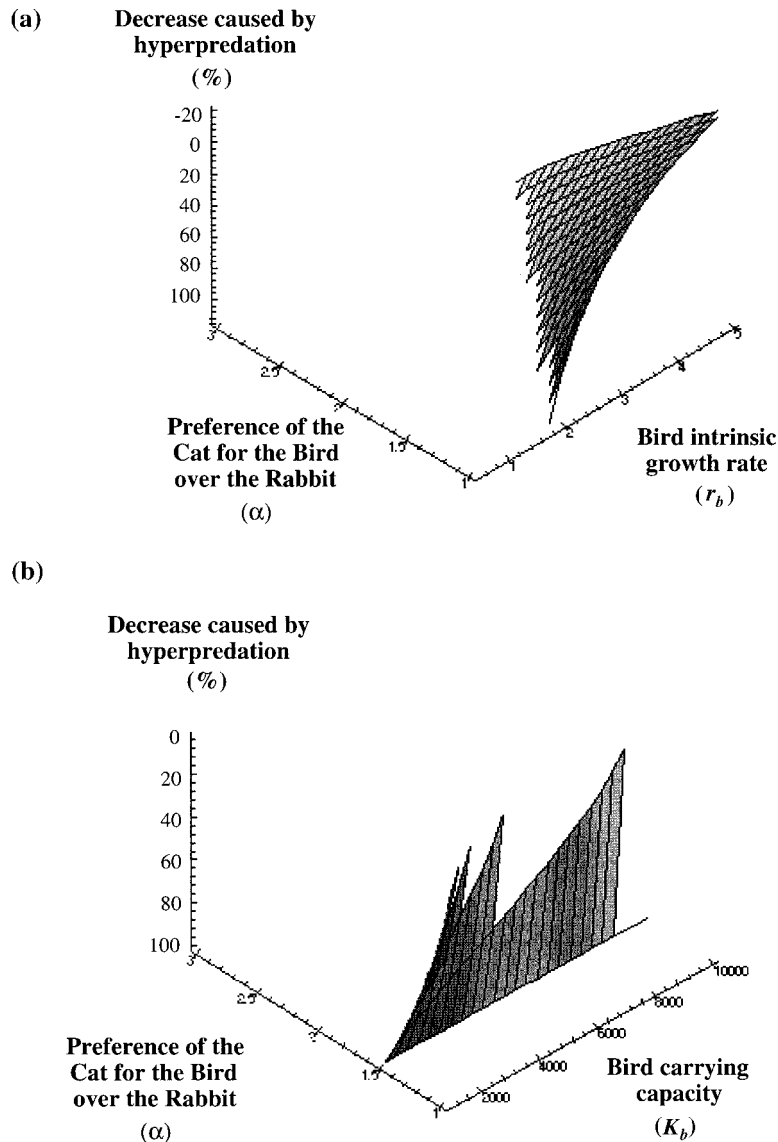 (a)
Decrease caused by
hyperpredation
(%)
-20
0
20
40
60
80
100
3
2.5
2
1.5
1
1
2
3
4
5
Preference of the
Cat for the Bird
over the Rabbit
(α)
Bird intrinsic
growth rate
(r_b)
(b)
Decrease caused by
hyperpredation
(%)
0
20
40
60
80
100
3
2.5
2
1.5
1
2000
4000
6000
8000
10000
Preference of the
Cat for the Bird
over the Rabbit
(α)
Bird carrying
capacity
(K_b)